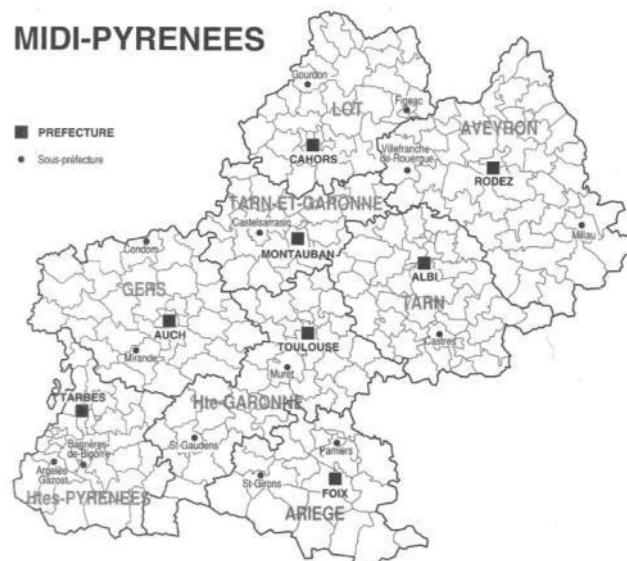 MIDI-PYRENEES
PREFECTURE
Sous-préfecture
Gourdon
LOT
Figeac
CAHORS
AVEYRON
Villefranche
de-Rouergue
RODEZ
Millau
TARN-ET-GARONNE
Castelsarrasin
MONTAUBAN
Condom
GERS
AUCH
Mirande
ALBI
TARN
Castres
TOULOUSE
Muret
Hte-GARONNE
St-Gaudens
TARBES
Bagnères-
de-Bigorre
Argelès
Gazost
Htes-PYRENEES
Pamiers
St-Girons
FOIX
ARIEGE